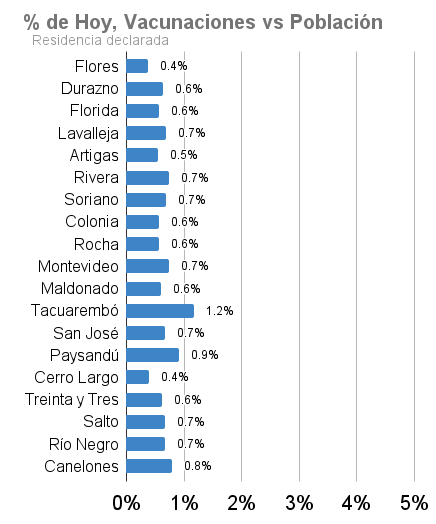 % de Hoy, Vacunaciones vs Población
Residencia declarada
Flores 0.4%
Durazno 0.6%
Florida 0.6%
Lavalleja 0.7%
Artigas 0.5%
Rivera 0.7%
Soriano 0.7%
Colonia 0.6%
Rocha 0.6%
Montevideo 0.7%
Maldonado 0.6%
Tacuarembó 1.2%
San José 0.7%
Paysandú 0.9%
Cerro Largo 0.4%
Treinta y Tres 0.6%
Salto 0.7%
Río Negro 0.7%
Canelones 0.8%
0% 1% 2% 3% 4% 5%